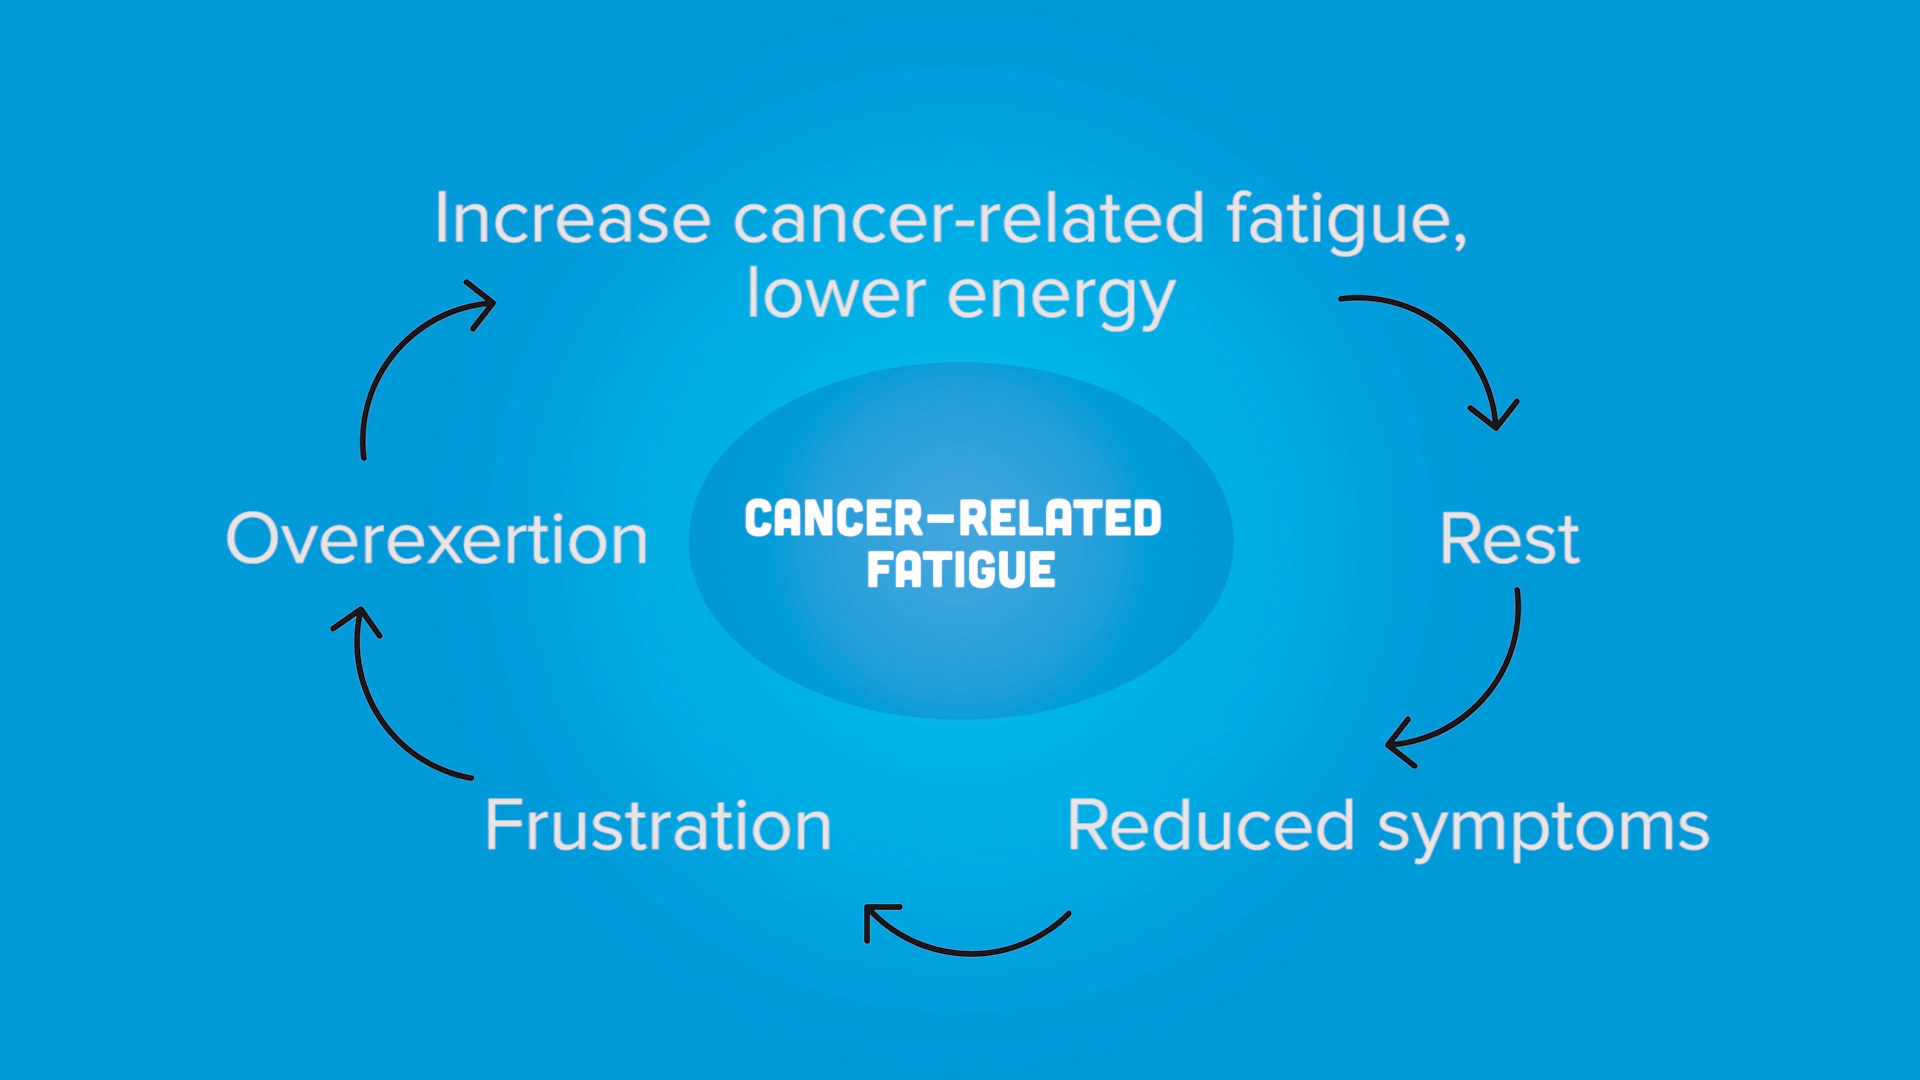 Increase cancer-related fatigue,
lower energy
CANCER-RELATED
FATIGUE
Overexertion
Rest
Frustration
Reduced symptoms